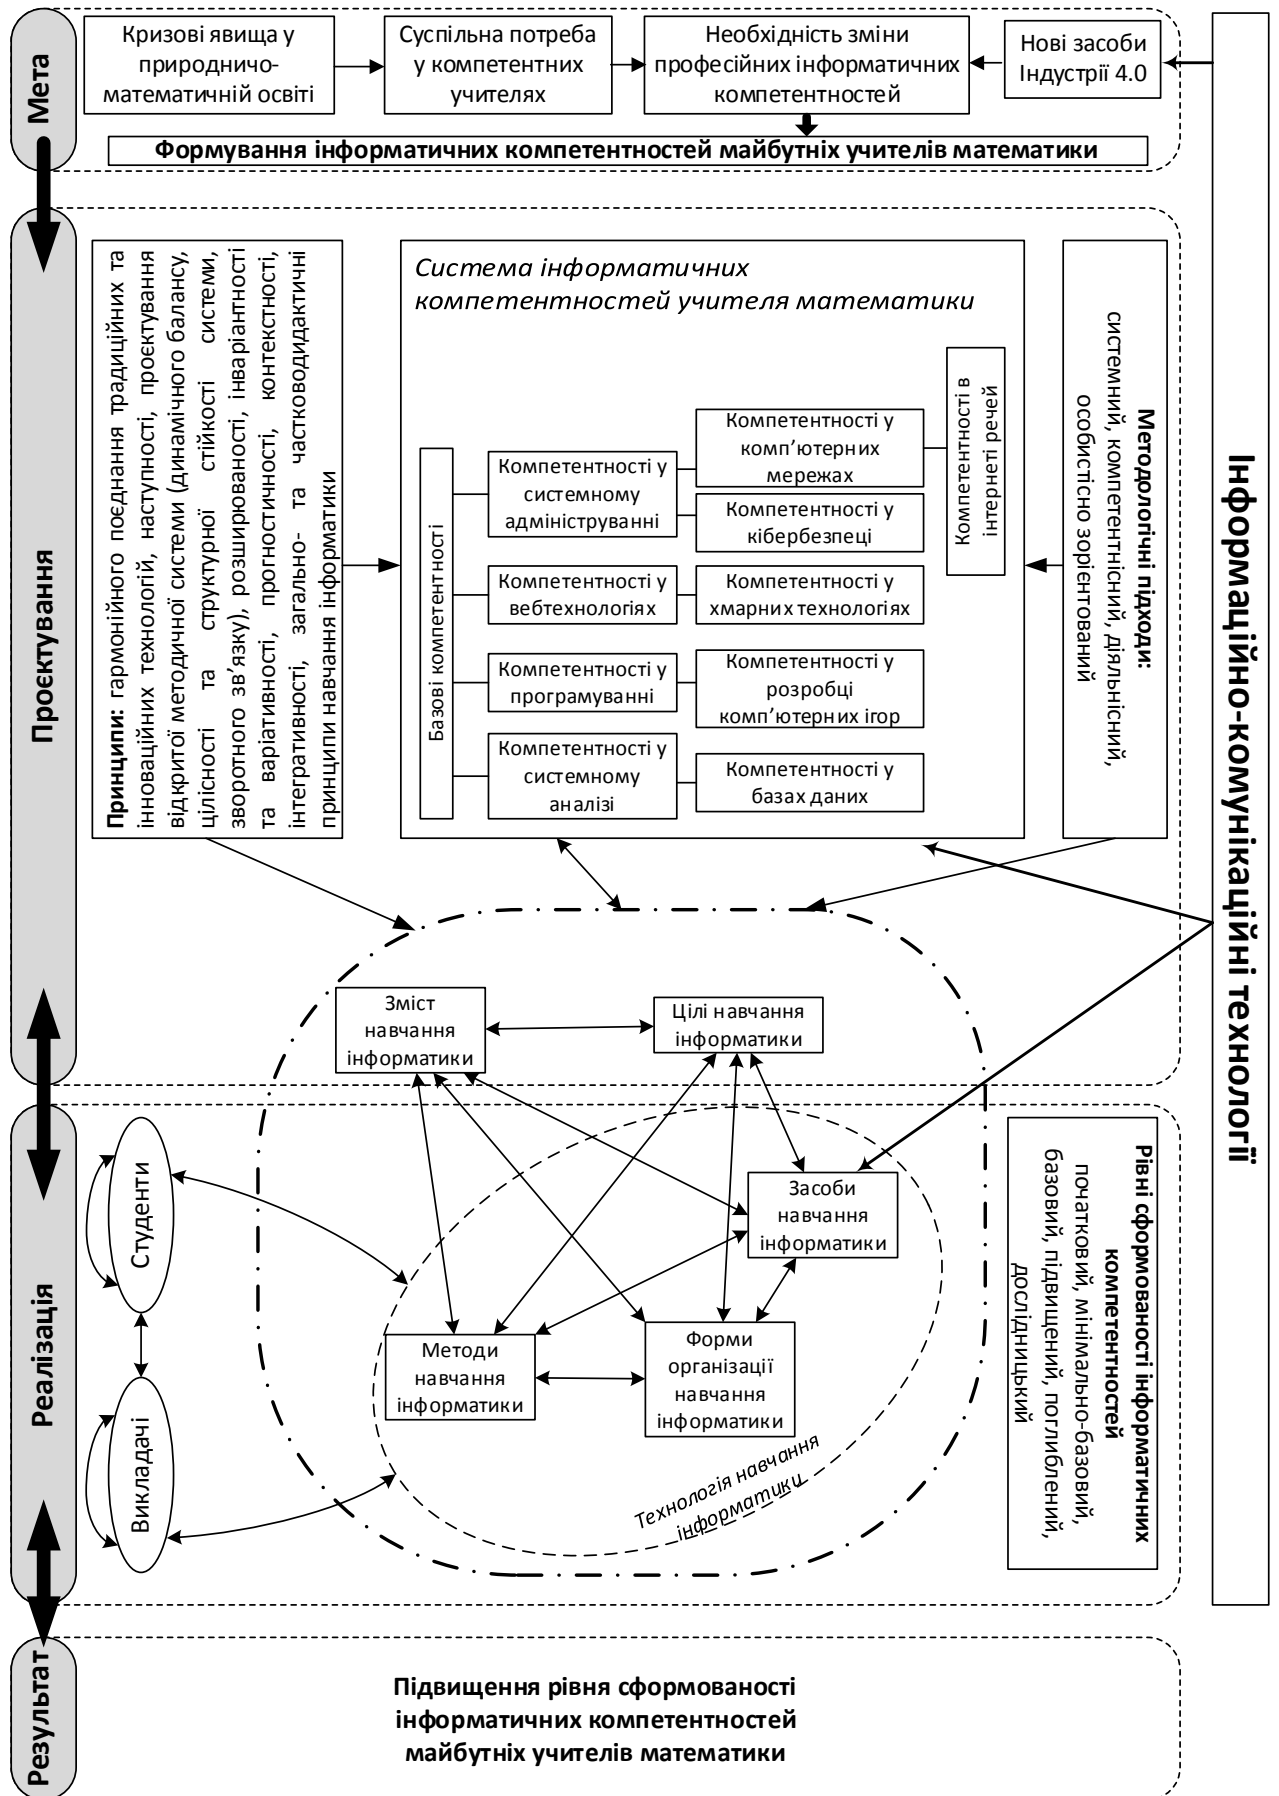 Мета
Кризові явища у
природничо-
математичній освіті
Суспільна потреба
у компетентних
учителях
Необхідність зміни
професійних інформатичних
компетентностей
Нові засоби
Індустрії 4.0
Формування інформатичних компетентностей майбутніх учителів математики
Інформаційно-комунікаційні технології
Проєктування
Принципи: гармонійного поєднання традиційних та
інноваційних технологій, наступності, проєктування
відкритої методичної системи (динамічного балансу,
цілісності та структурної стійкості системи,
зворотного зв’язку), розширюваності, інваріантності
та варіативності, прогностичності, контекстності,
інтегративності, загально- та частководидактичні
принципи навчання інформатики
Система інформатичних
компетентностей учителя математики
Базові компетентності
Компетентності у
системному
адмініструванні
Компетентності у
вебтехнологіях
Компетентності у
програмуванні
Компетентності у
системному
аналізі
Компетентності у
комп’ютерних
мережах
Компетентності у
кібербезпеці
Компетентності у
хмарних технологіях
Компетентності у
розробці
комп’ютерних ігор
Компетентності у
базах даних
Компетентності в
інтернеті речей
Методологічні підходи:
системний, компетентнісний, діяльнісний,
особистісно зорієнтований
Зміст
навчання
інформатики
Цілі навчання
інформатики
Реалізація
Студенти
Викладачі
Засоби
навчання
інформатики
Методи
навчання
інформатики
Форми
організації
навчання
інформатики
Технологія навчання
інформатики
Рівні сформованості інформатичних
компетентностей
початковий, мінімально-базовий,
базовий, підвищений, поглиблений,
дослідницький
Результат
Підвищення рівня сформованості
інформатичних компетентностей
майбутніх учителів математики